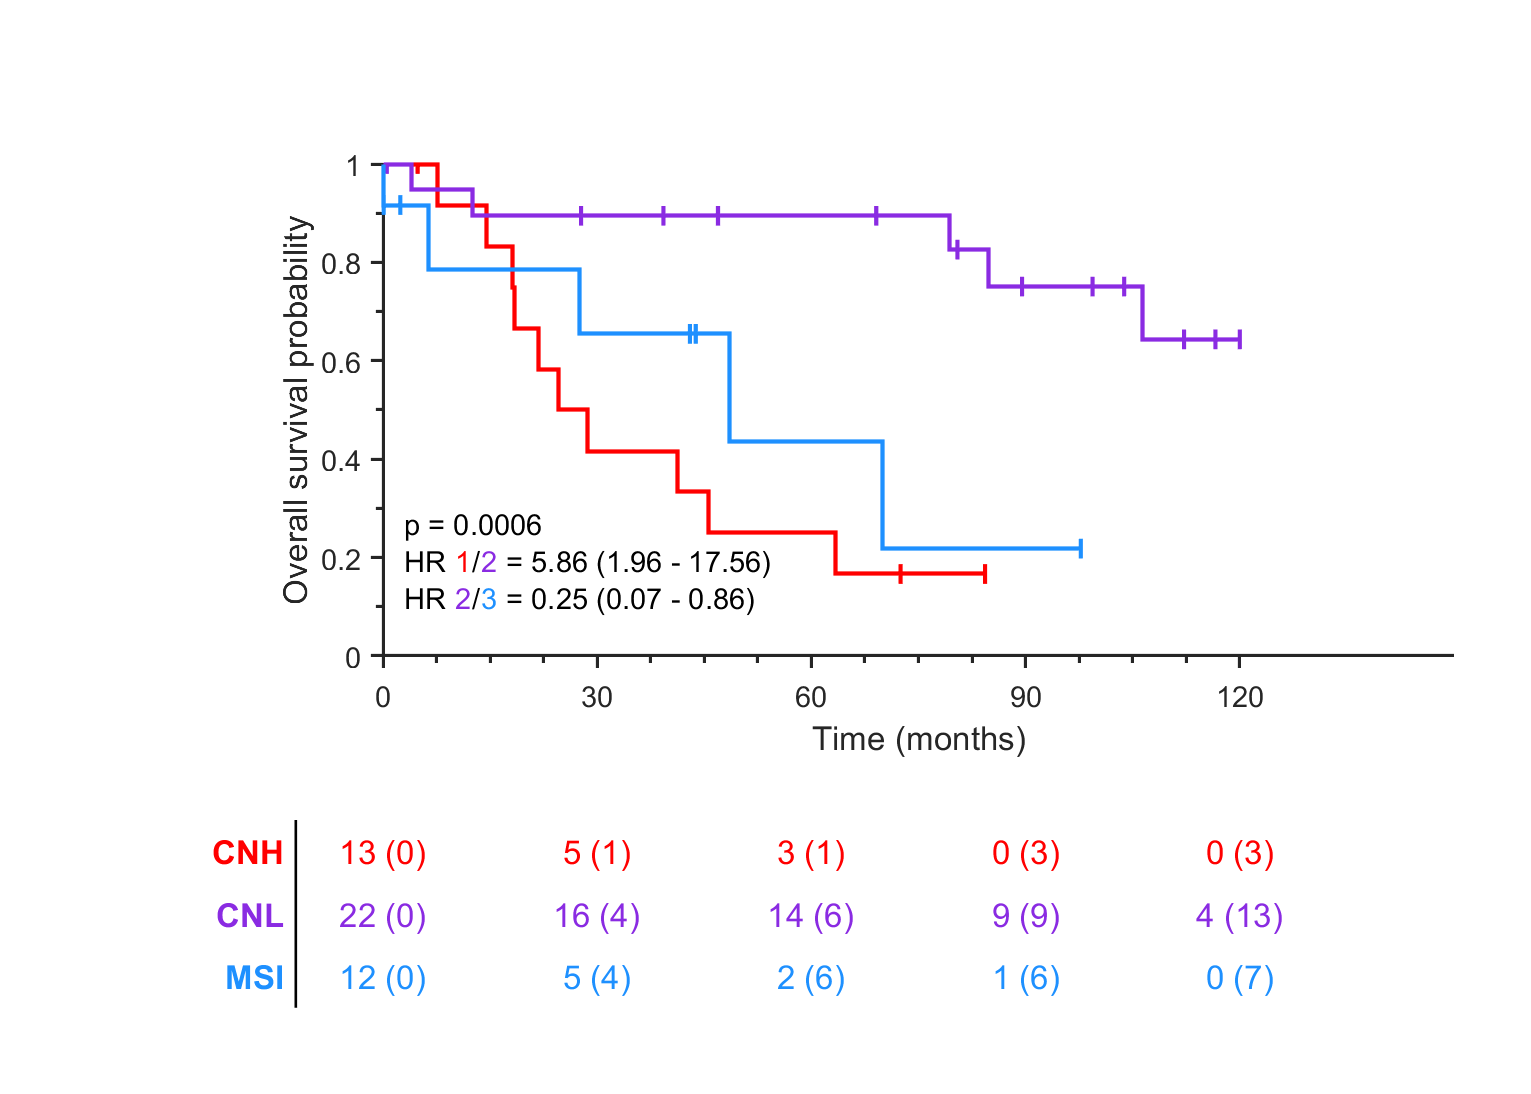 Overall survival probability
1
0.8
0.6
0.4
0.2
0
p = 0.0006
HR 1/2 = 5.86 (1.96 - 17.56)
HR 2/3 = 0.25 (0.07 - 0.86)
0 30 60 90 120
Time (months)
CNH 13 (0) 5 (1) 3 (1) 0 (3) 0 (3)
CNL 22 (0) 16 (4) 14 (6) 9 (9) 4 (13)
MSI 12 (0) 5 (4) 2 (6) 1 (6) 0 (7)